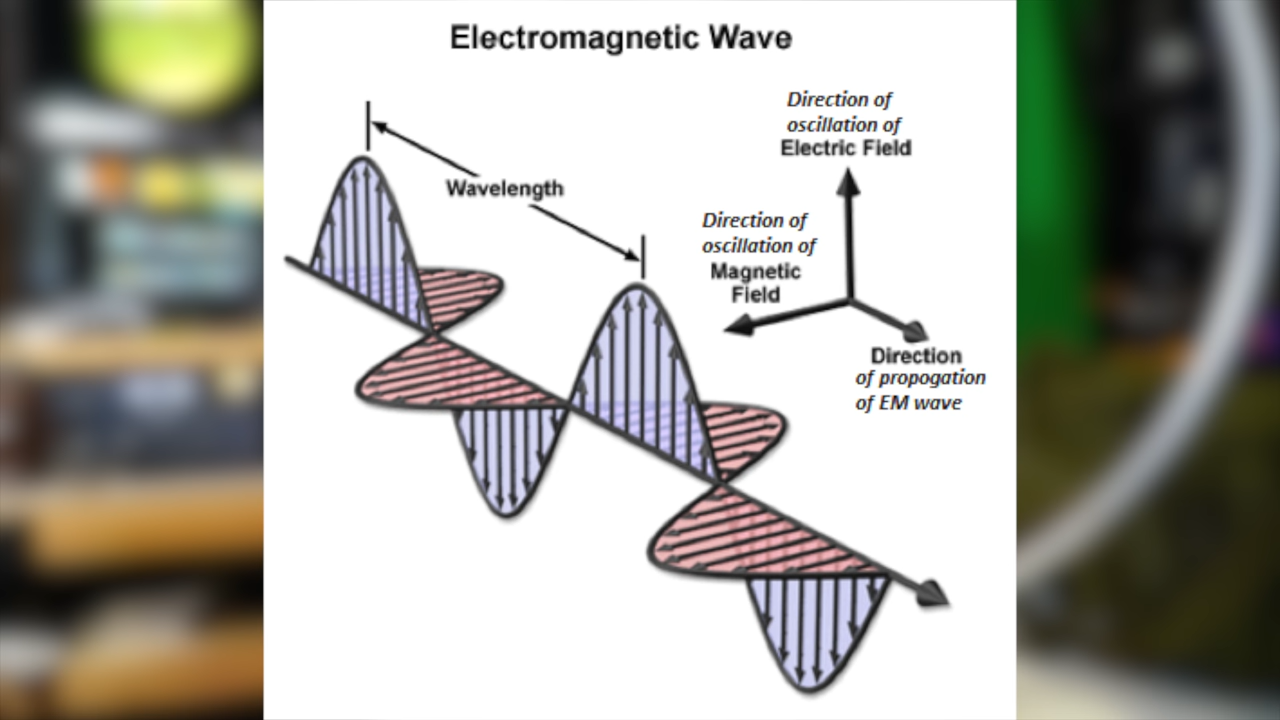 Electromagnetic Wave
Wavelength
Direction of
oscillation of
Electric Field
Direction of
oscillation of
Magnetic
Field
Direction
of propogation
of EM wave